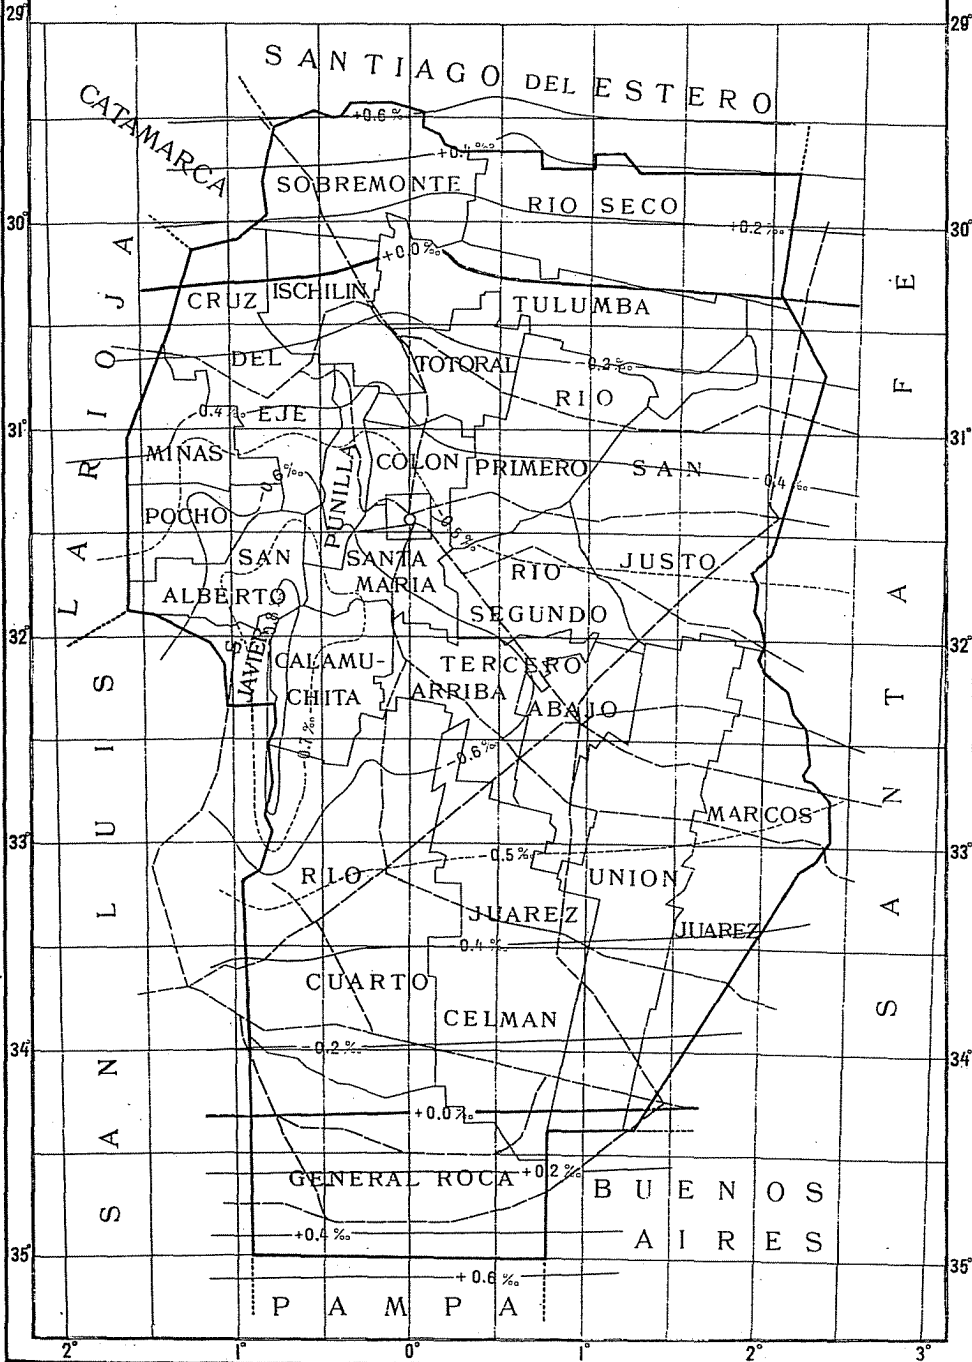 29°
29°
SANTIAGO DEL ESTERO
CATAMARCA
+0.6 ‰
+0.4 ‰
SOBREMONTE
RIO SECO
30°
+0.2 ‰
30°
+0.0 ‰
CRUZ
ISCHILIN
TULUMBA
LA RIOJA
DEL
TOTORAL
0.2 ‰
RIO
0.4 ‰
EJE
31°
31°
MINAS
0.6 ‰
PUNILLA
COLON
PRIMERO
SAN
0.4 ‰
POCHO
SAN
SANTA
MARIA
RIO
JUSTO
ALBERTO
SEGUNDO
32°
32°
S. JAVIER
CALAMU-
CHITA
TERCERO
ARRIBA
ABAJO
0.7 ‰
0.6 ‰
SANTA FE
MARCOS
33°
33°
0.5 ‰
RIO
UNION
JUAREZ
JUAREZ
0.4 ‰
CUARTO
CELMAN
34°
34°
0.2 ‰
+0.0 ‰
SAN LUIS
GENERAL ROCA
+0.2 ‰
BUENOS
AIRES
+0.4 ‰
35°
35°
+0.6 ‰
PAMPA
2° 1° 0° 1° 2° 3°